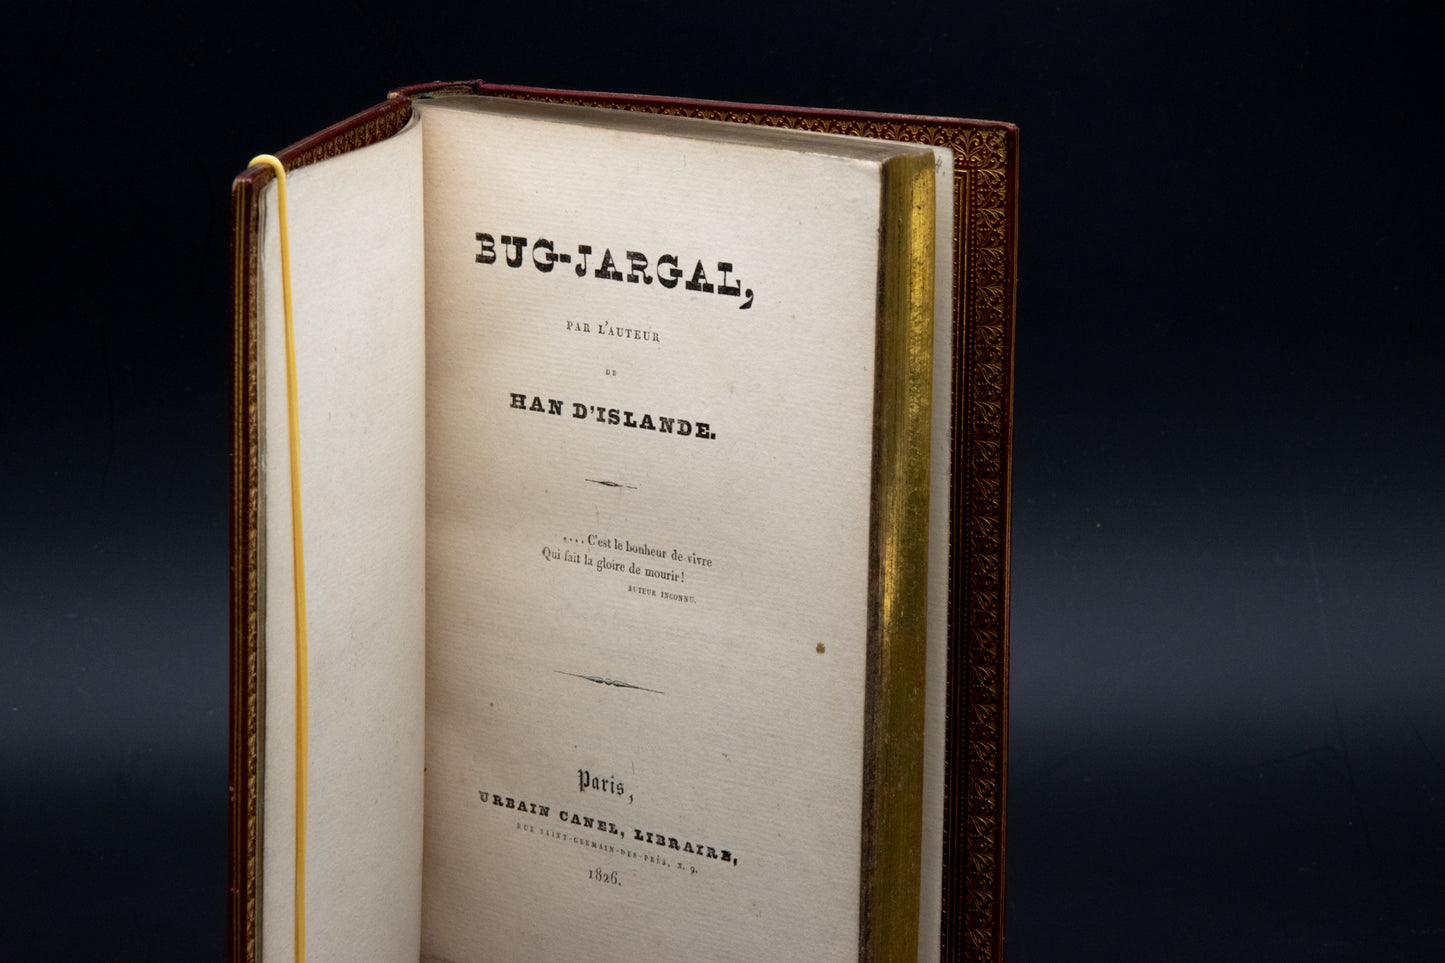 BUG-JARGAL,
PAR L'AUTEUR
DE
HAN D'ISLANDE.
.... C'est le bonheur de vivre
Qui fait la gloire de mourir!
AUTEUR INCONNU.
Paris,
URBAIN CANEL, LIBRAIRE,
RUE SAINT-GERMAIN-DES-PRÉS, N. 9.
1826.